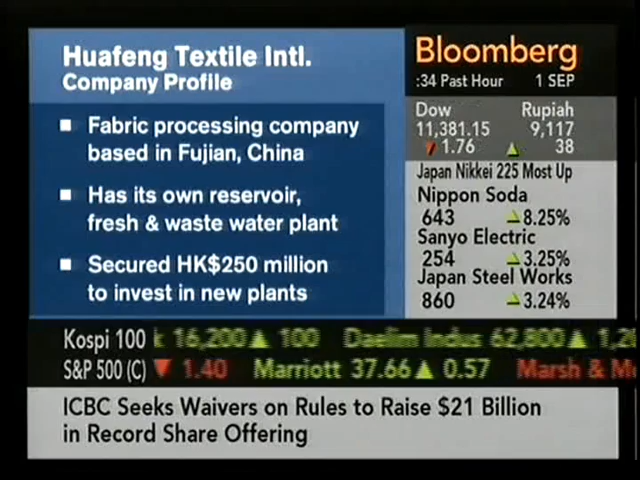 Huafeng Textile Intl.
Company Profile
Fabric processing company
based in Fujian, China
Has its own reservoir,
fresh & waste water plant
Secured HK$250 million
to invest in new plants
Bloomberg
:34 Past Hour 1 SEP
Dow Rupiah
11,381.15 9,117
▼ 1.76 ▲ 38
Japan Nikkei 225 Most Up
Nippon Soda
643 ▲ 8.25%
Sanyo Electric
254 ▲ 3.25%
Japan Steel Works
860 ▲ 3.24%
Kospi 100 k 16,200 ▲ 100 Daelim Indus 62,800 ▲
S&P 500 (C) ▼ 1.40 Marriott 37.66 ▲ 0.57 Marsh & M
ICBC Seeks Waivers on Rules to Raise $21 Billion
in Record Share Offering